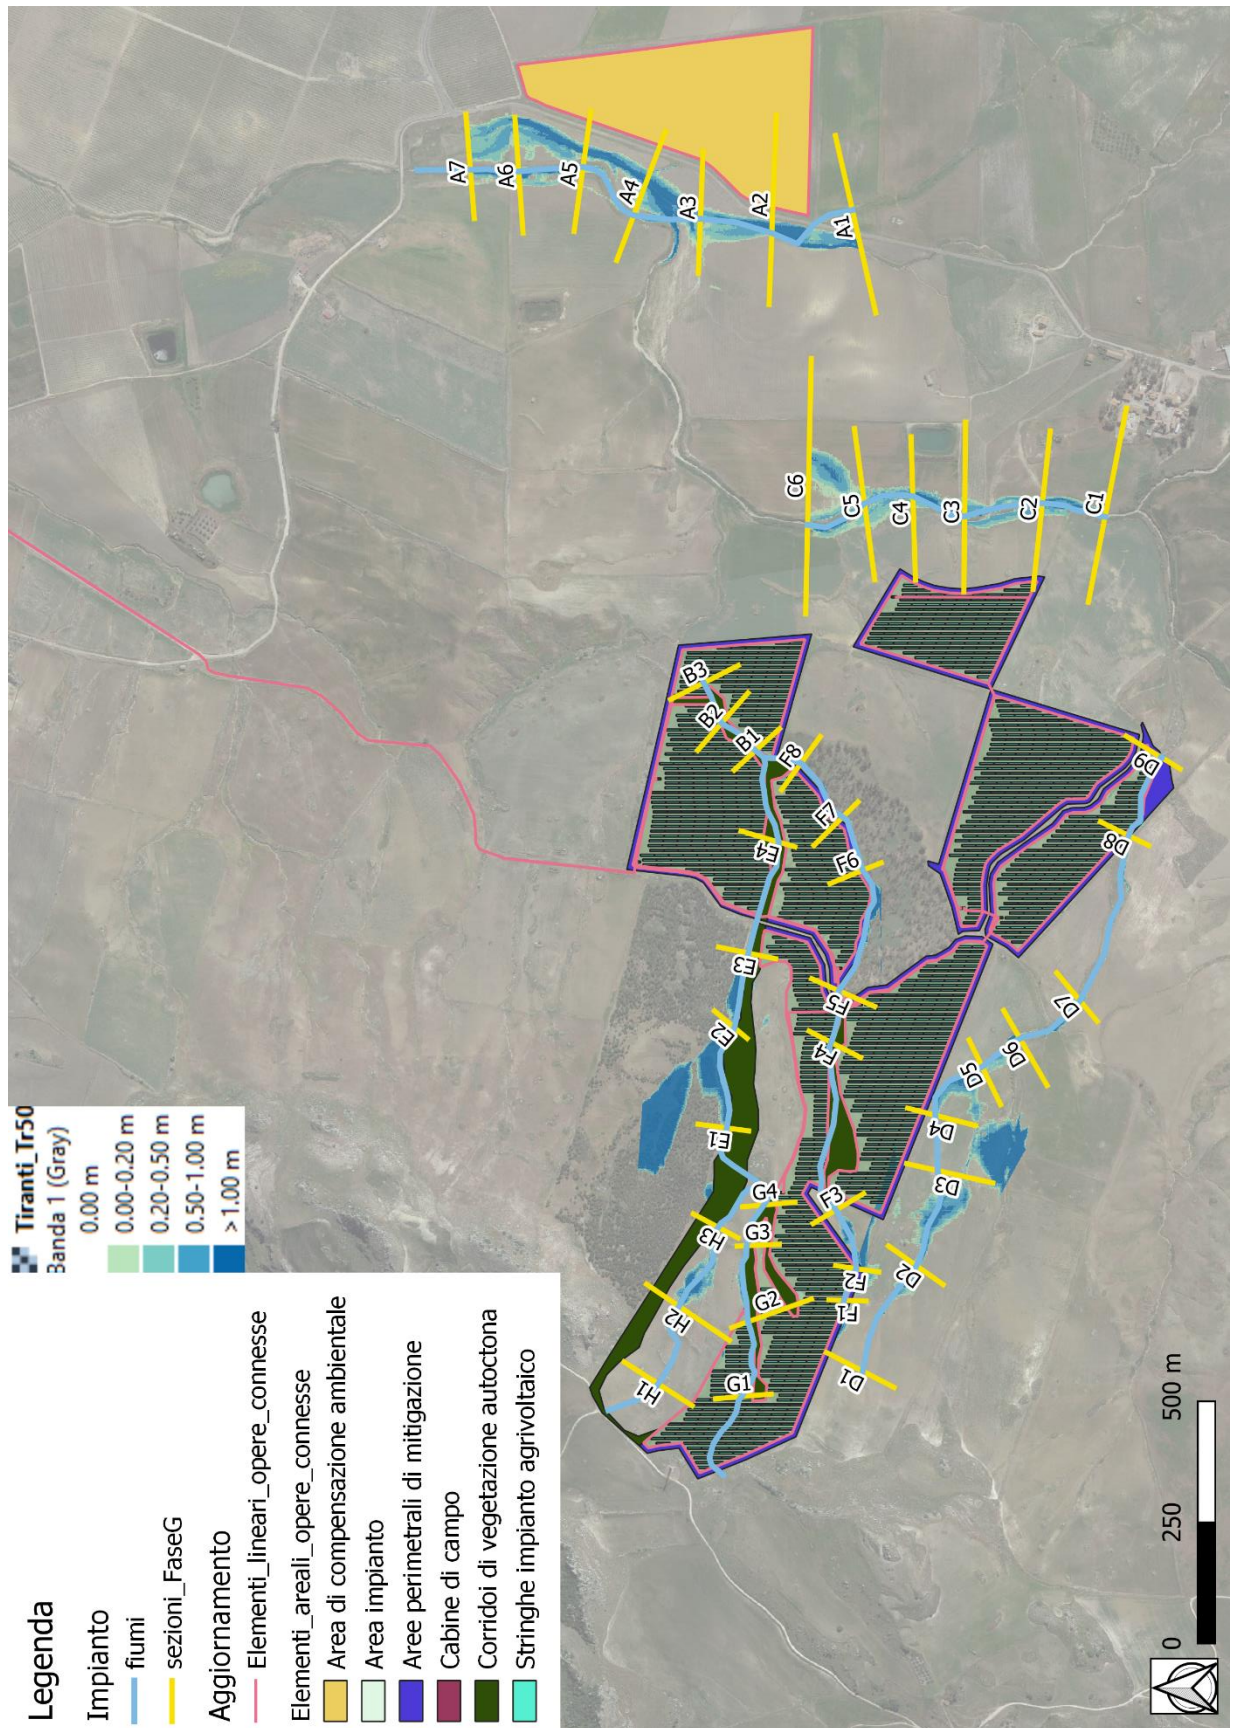 Legenda
Impianto
fiumi
sezioni_FaseG
Aggiornamento
Elementi_lineari_opere_connesse
Elementi_areali_opere_connesse
Area di compensazione ambientale
Area impianto
Aree perimetrali di mitigazione
Cabine di campo
Corridoi di vegetazione autoctona
Stringhe impianto agrivoltaico
Tiranti_Tr50
Banda 1 (Gray)
0.00 m
0.00-0.20 m
0.20-0.50 m
0.50-1.00 m
> 1.00 m
H1
H2
H3
G1
G2
G3
G4
E1
E2
E3
E4
B1
B2
B3
F1
F2
F3
F4
F5
F6
F7
F8
D1
D2
D3
D4
D5
D6
D7
D8
D9
C6
C5
C4
C3
C2
C1
A7
A6
A5
A4
A3
A2
A1
0 250 500 m